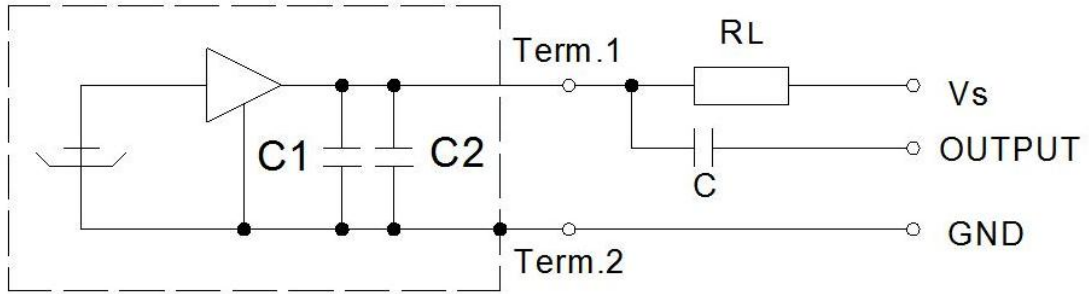 RL
Term.1
Vs
C1
C2
OUTPUT
C
GND
Term.2